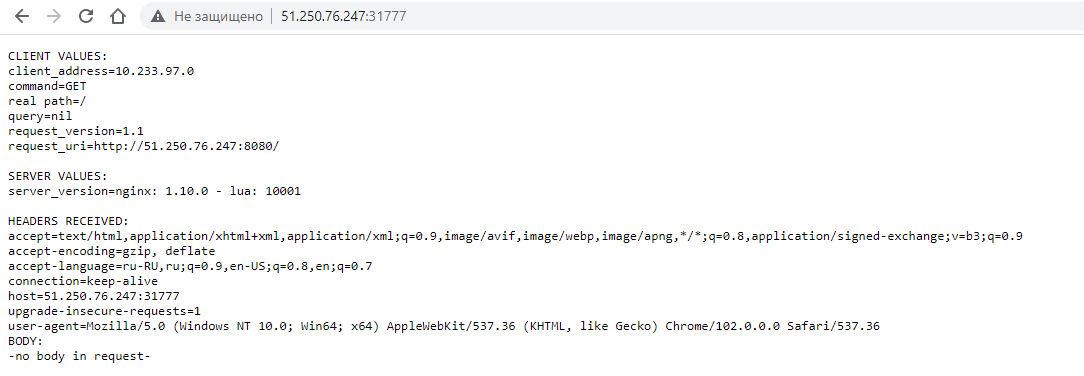 Не защищено 51.250.76.247:31777
CLIENT VALUES:
client_address=10.233.97.0
command=GET
real path=/
query=nil
request_version=1.1
request_uri=http://51.250.76.247:8080/
SERVER VALUES:
server_version=nginx: 1.10.0 - lua: 10001
HEADERS RECEIVED:
accept=text/html,application/xhtml+xml,application/xml;q=0.9,image/avif,image/webp,image/apng,*/*;q=0.8,application/signed-exchange;v=b3;q=0.9
accept-encoding=gzip, deflate
accept-language=ru-RU,ru;q=0.9,en-US;q=0.8,en;q=0.7
connection=keep-alive
host=51.250.76.247:31777
upgrade-insecure-requests=1
user-agent=Mozilla/5.0 (Windows NT 10.0; Win64; x64) AppleWebKit/537.36 (KHTML, like Gecko) Chrome/102.0.0.0 Safari/537.36
BODY:
-no body in request-